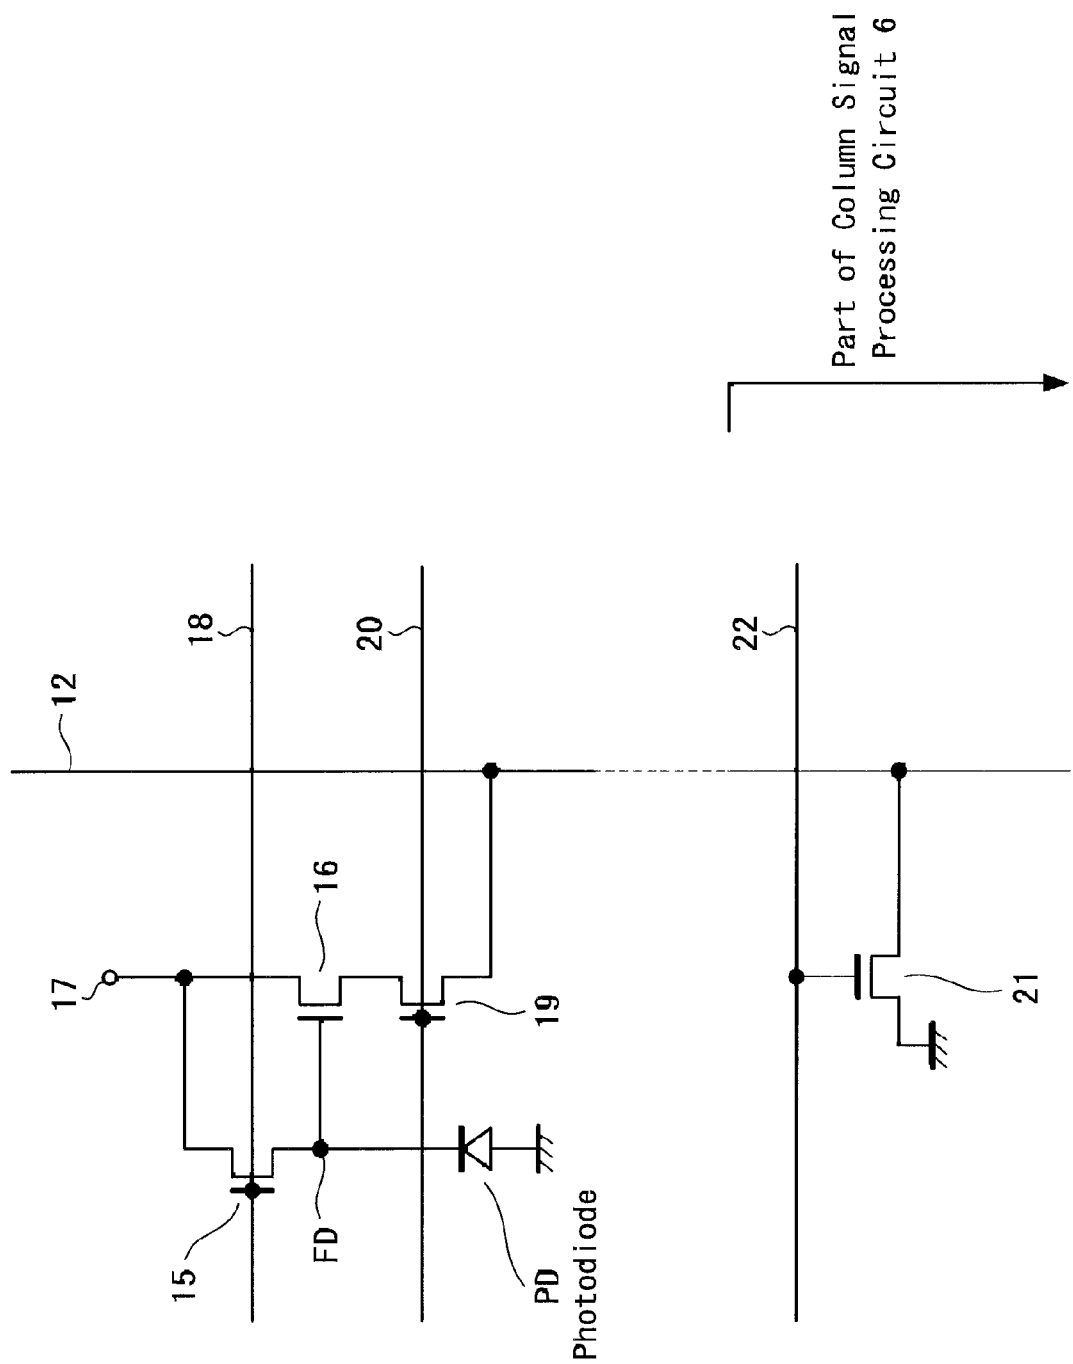 17
12
18
20
22
16
19
15
FD
PD
Photodiode
21
Part of Column Signal
Processing Circuit 6